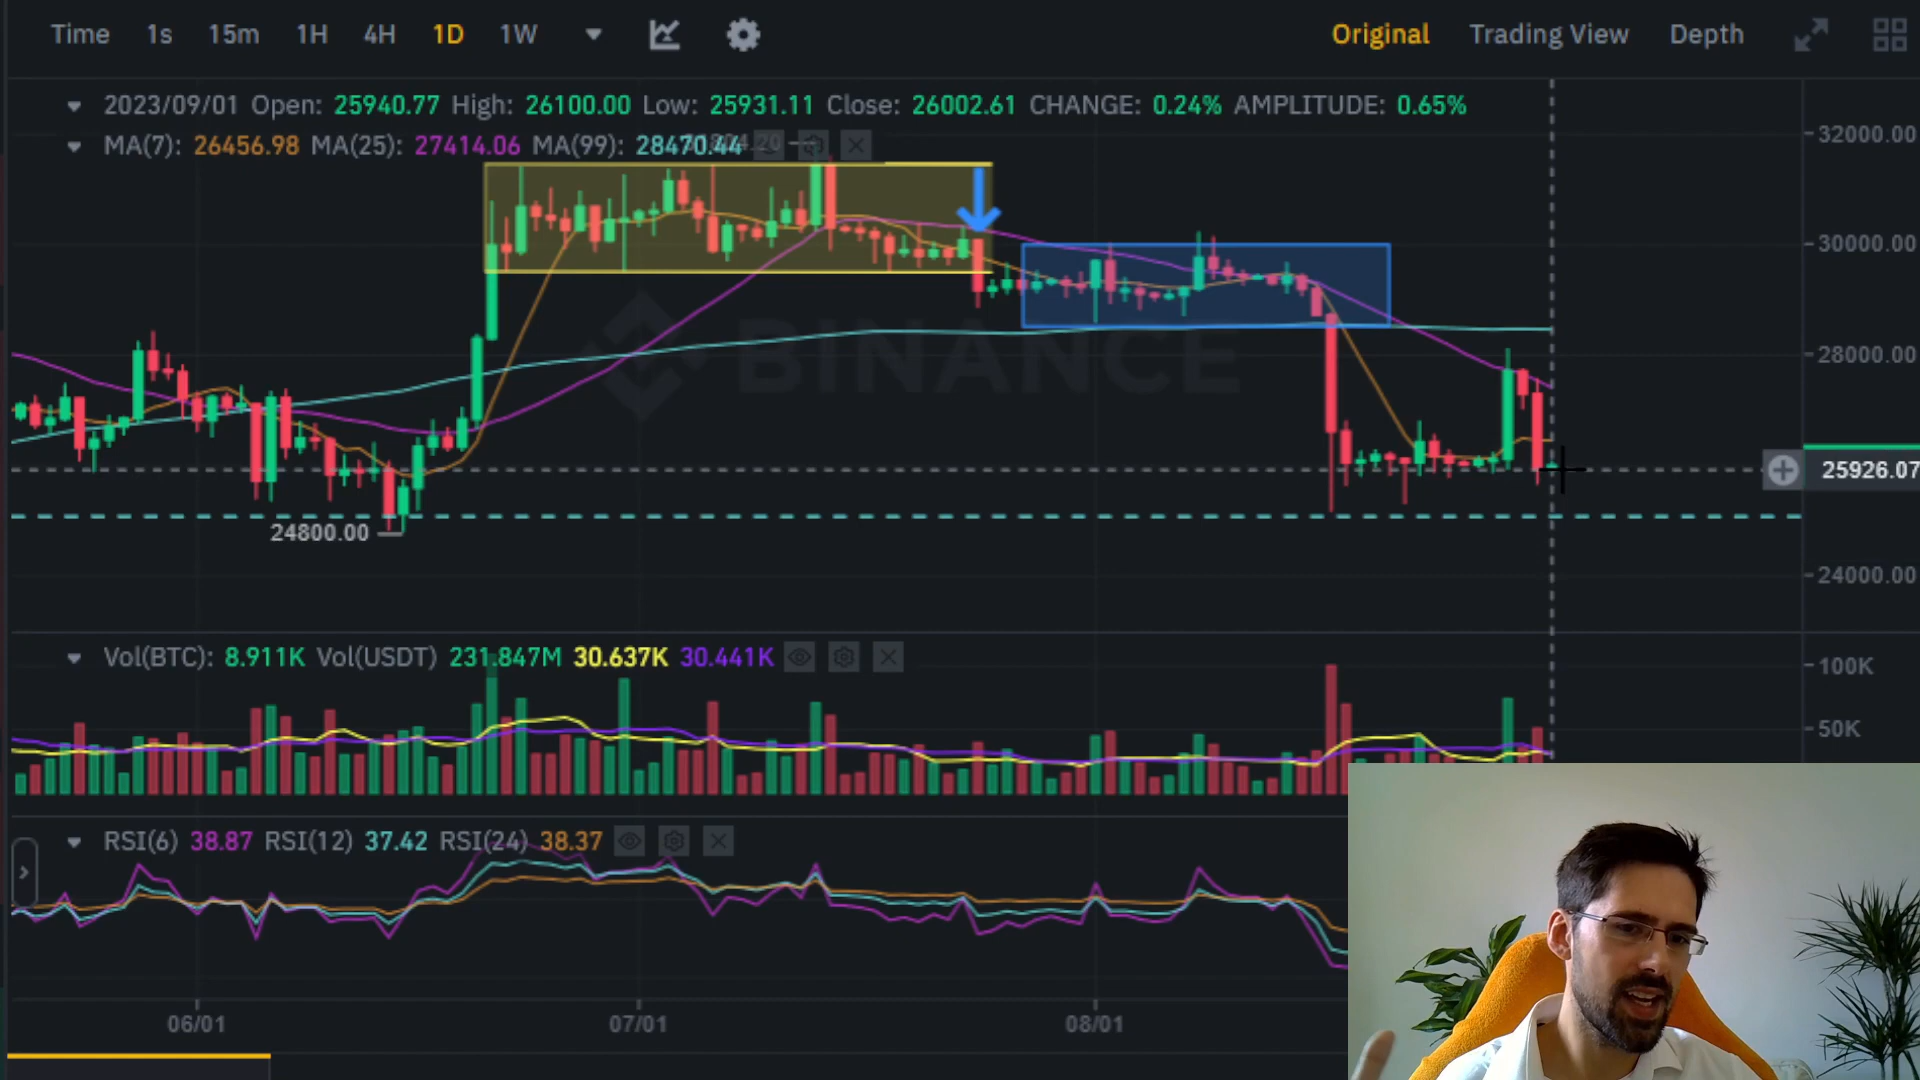 Time 1s 15m 1H 4H 1D 1W Original Trading View Depth
2023/09/01 Open: 25940.77 High: 26100.00 Low: 25931.11 Close: 26002.61 CHANGE: 0.24% AMPLITUDE: 0.65%
MA(7): 26456.98 MA(25): 27414.06 MA(99): 28470.44
32000.00
30000.00
BINANCE
28000.00
25926.07
24800.00
24000.00
Vol(BTC): 8.911K Vol(USDT) 231.847M 30.637K 30.441K
100K
50K
RSI(6) 38.87 RSI(12) 37.42 RSI(24) 38.37
06/01 07/01 08/01